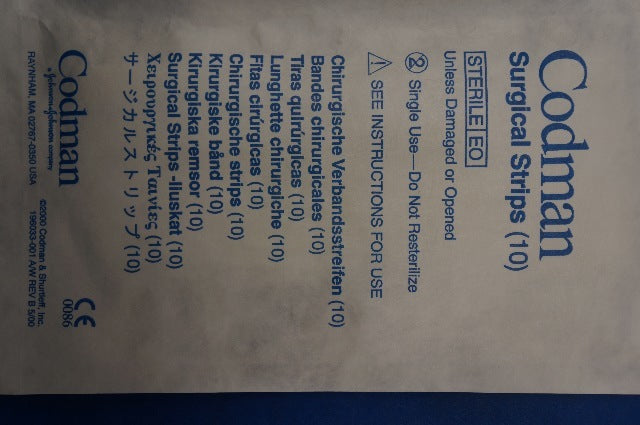 Codman
Surgical Strips (10)
STERILE EO
Unless Damaged or Opened
② Single Use—Do Not Resterilize
⚠ SEE INSTRUCTIONS FOR USE
Chirurgische Verbandsstreifen (10)
Bandes chirurgicales (10)
Tiras quirúrgicas (10)
Lunghette chirurgiche (10)
Fitas cirúrgicas (10)
Chirurgische strips (10)
Kirurgiske bånd (10)
Kirurgiska remsor (10)
Surgical Strips -liuskat (10)
Χειρουργικές Ταινίες (10)
サージカルストリップ (10)
Codman
a Johnson&Johnson company
RAYNHAM, MA 02767-0350 USA
CE
0086
©2000 Codman & Shurtleff, Inc.
196033-001 A/W REV B 5/00